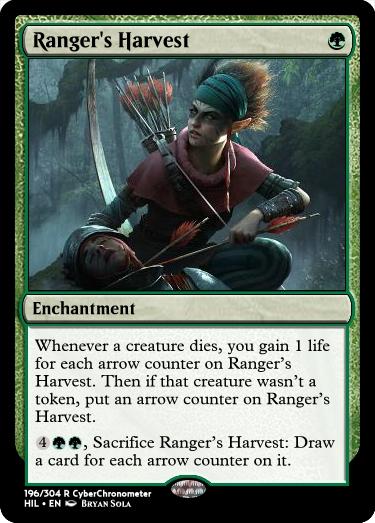 Ranger's Harvest
Enchantment
Whenever a creature dies, you gain 1 life
for each arrow counter on Ranger's
Harvest. Then if that creature wasn't a
token, put an arrow counter on Ranger's
Harvest.
4, Sacrifice Ranger's Harvest: Draw
a card for each arrow counter on it.
196/304 R CyberChronometer
HIL • EN Bryan Sola